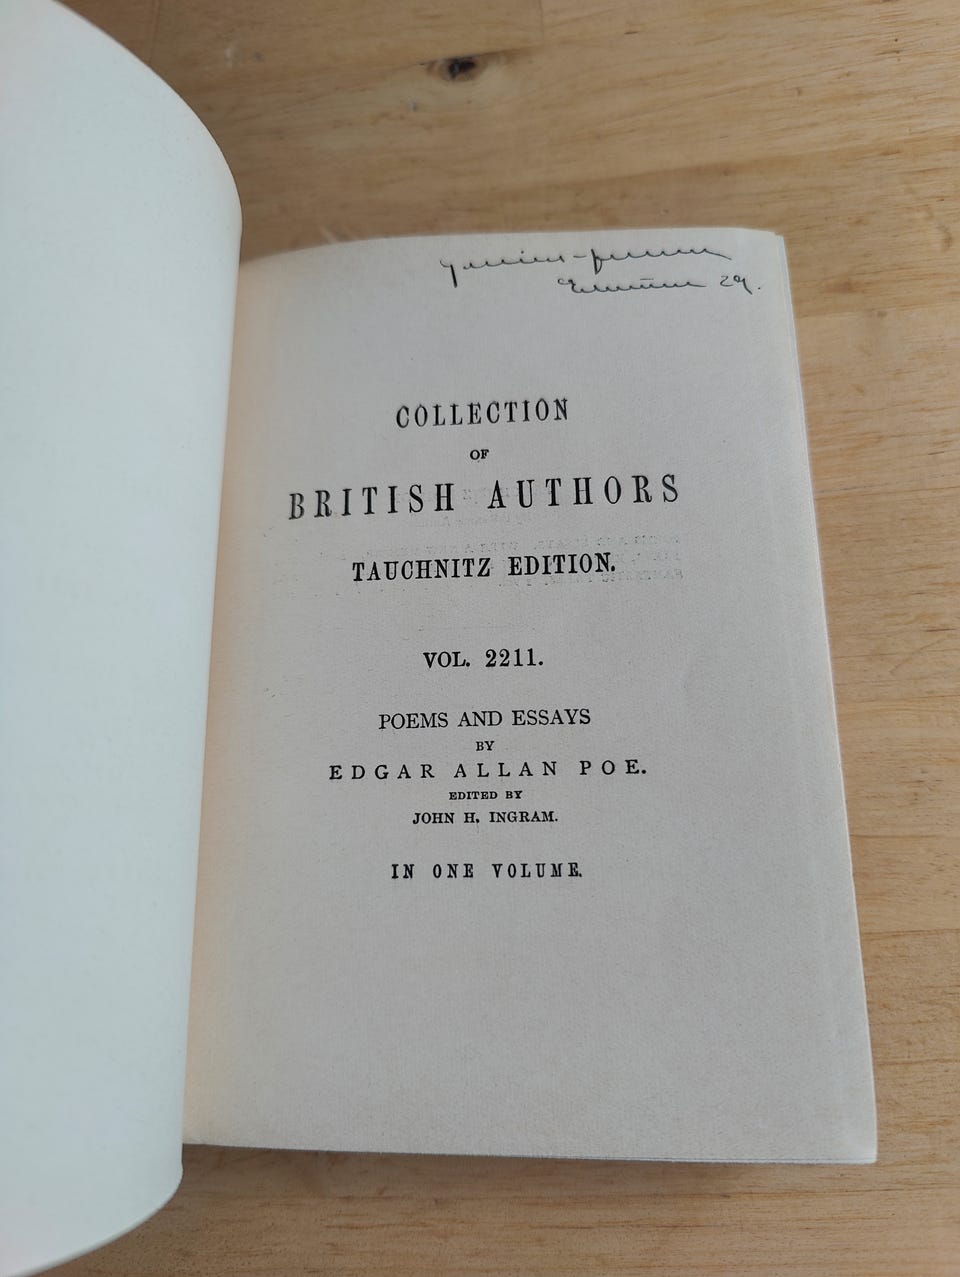 29.
COLLECTION
OF
BRITISH AUTHORS
TAUCHNITZ EDITION.
VOL. 2211.
POEMS AND ESSAYS
BY
EDGAR ALLAN POE.
EDITED BY
JOHN H. INGRAM.
IN ONE VOLUME.